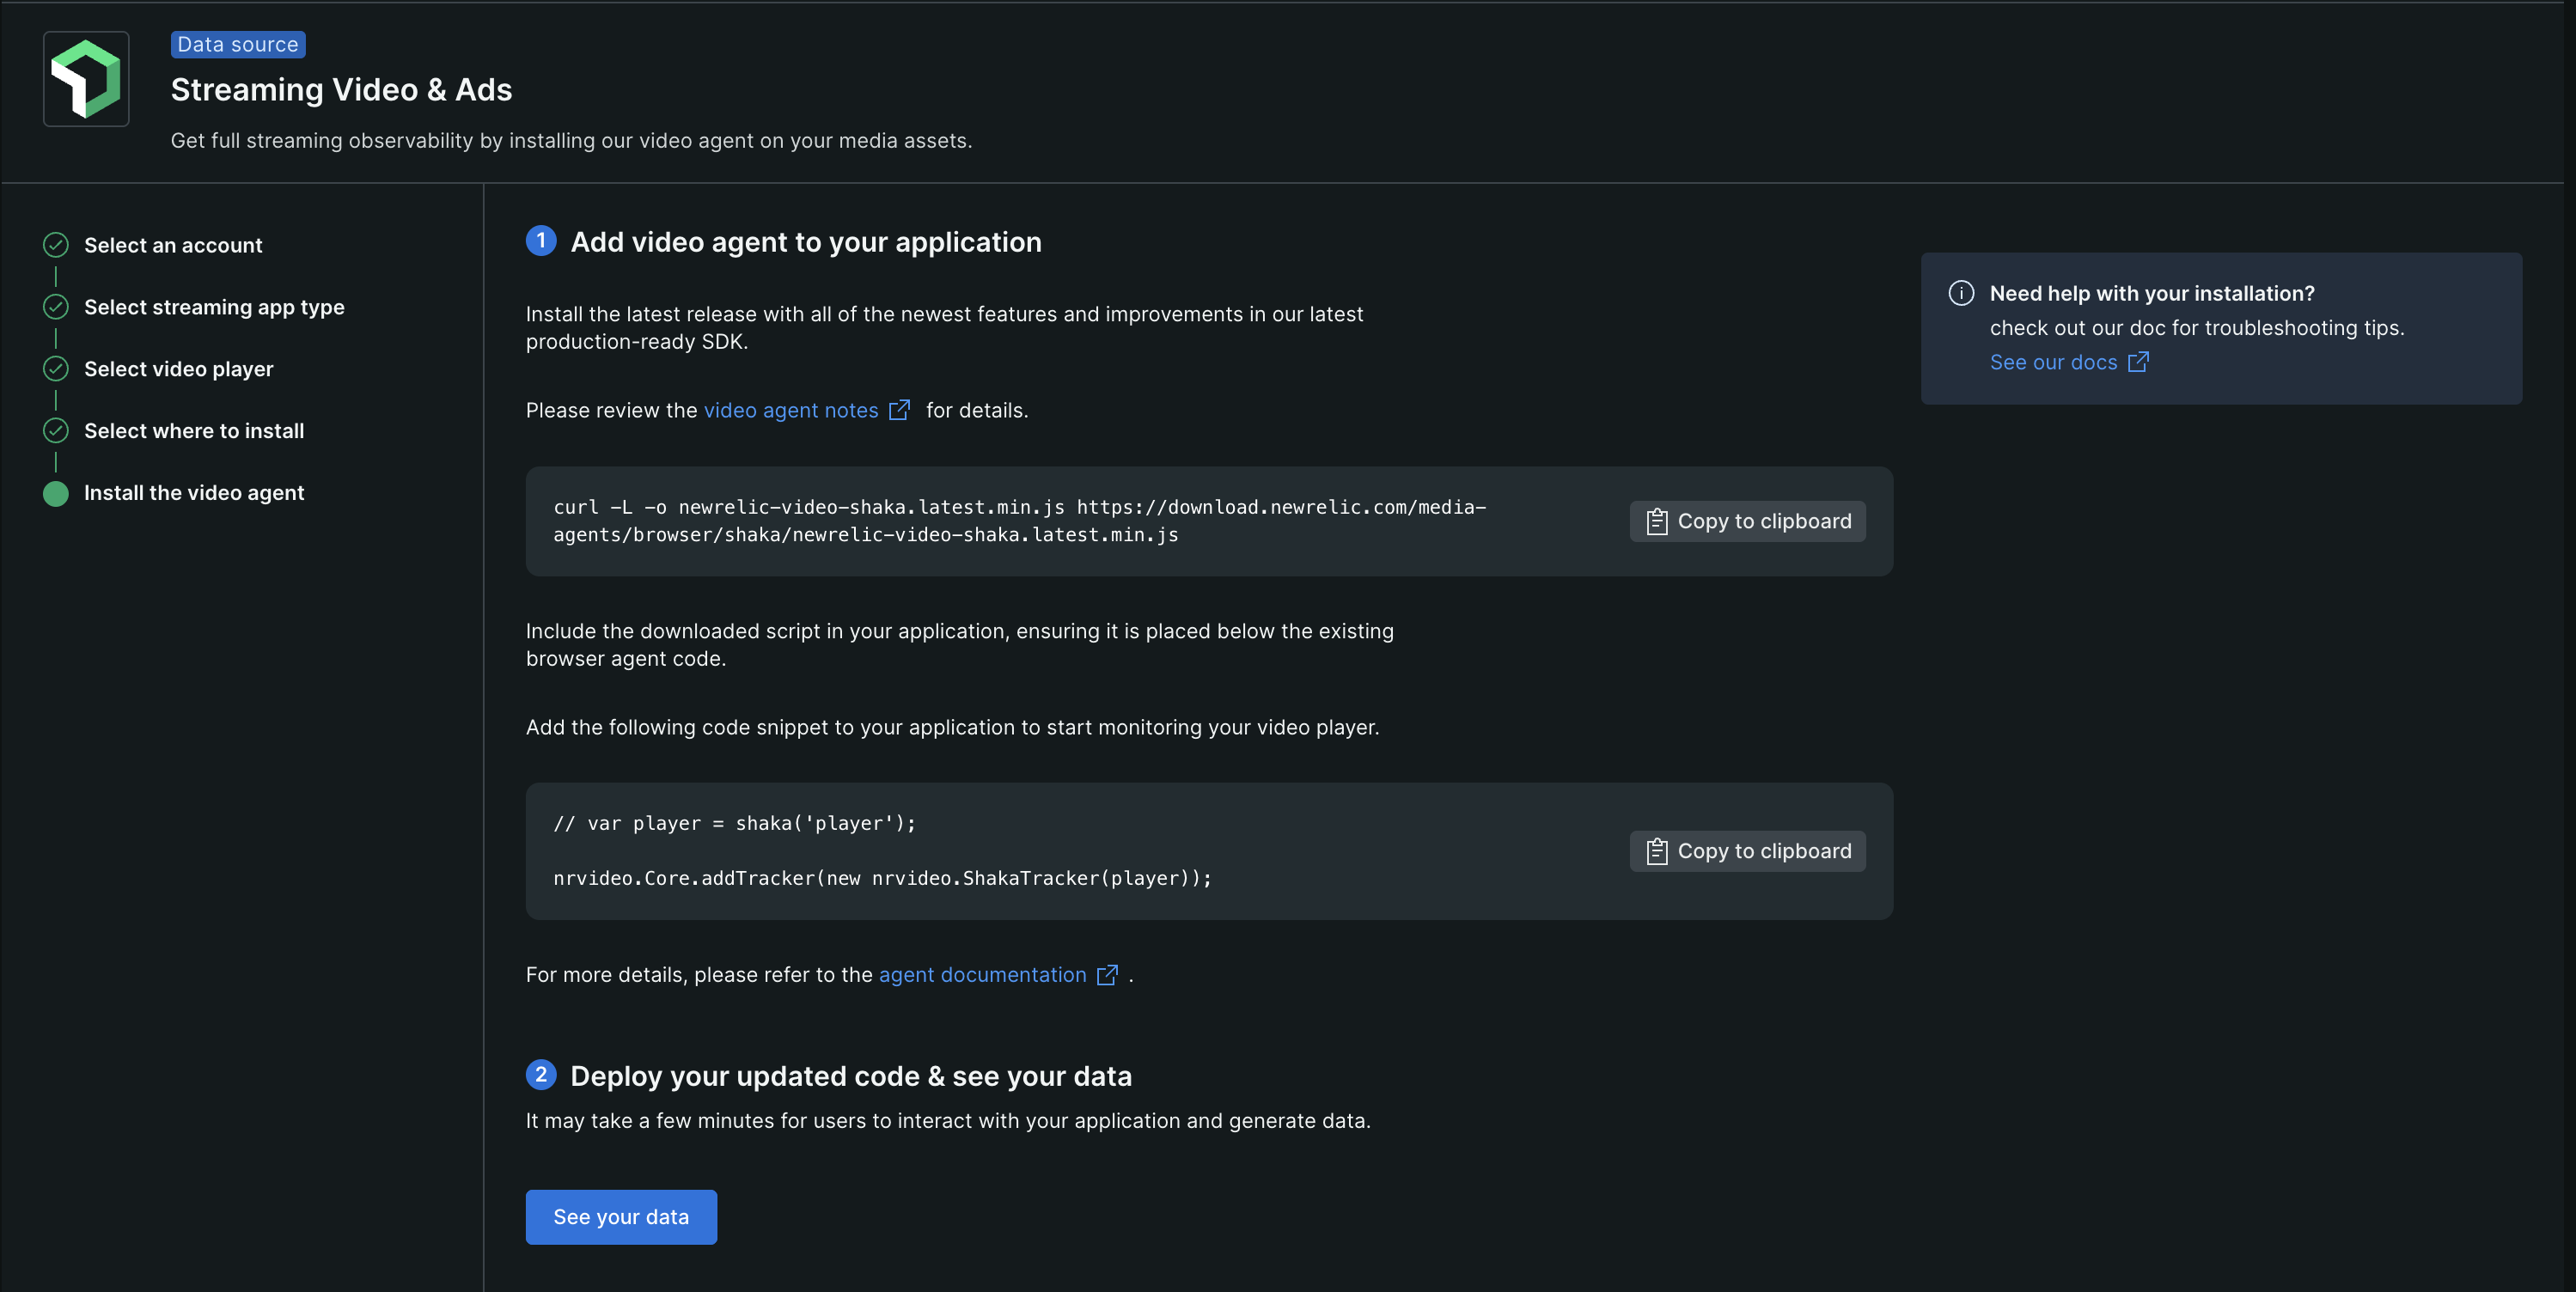 Data source
Streaming Video & Ads
Get full streaming observability by installing our video agent on your media assets.
Select an account
Select streaming app type
Select video player
Select where to install
Install the video agent
1 Add video agent to your application
Install the latest release with all of the newest features and improvements in our latest
production-ready SDK.
Please review the video agent notes for details.
curl -L -o newrelic-video-shaka.latest.min.js https://download.newrelic.com/media-
agents/browser/shaka/newrelic-video-shaka.latest.min.js
Copy to clipboard
Include the downloaded script in your application, ensuring it is placed below the existing
browser agent code.
Add the following code snippet to your application to start monitoring your video player.
// var player = shaka('player');
nrvideo.Core.addTracker(new nrvideo.ShakaTracker(player));
Copy to clipboard
For more details, please refer to the agent documentation .
2 Deploy your updated code & see your data
It may take a few minutes for users to interact with your application and generate data.
See your data
Need help with your installation?
check out our doc for troubleshooting tips.
See our docs